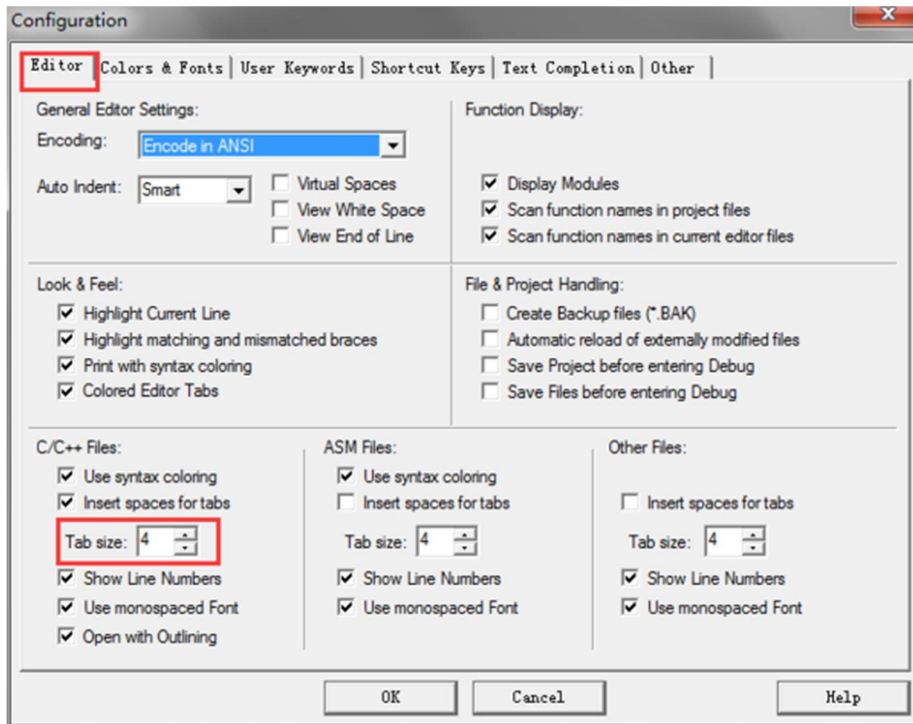 Configuration
Editor Colors & Fonts User Keywords Shortcut Keys Text Completion Other
General Editor Settings:
Encoding: Encode in ANSI
Auto Indent: Smart
Virtual Spaces
View White Space
View End of Line
Function Display:
Display Modules
Scan function names in project files
Scan function names in current editor files
Look & Feel:
Highlight Current Line
Highlight matching and mismatched braces
Print with syntax coloring
Colored Editor Tabs
File & Project Handling:
Create Backup files (*.BAK)
Automatic reload of externally modified files
Save Project before entering Debug
Save Files before entering Debug
C/C++ Files:
Use syntax coloring
Insert spaces for tabs
Tab size: 4
Show Line Numbers
Use monospaced Font
Open with Outlining
ASM Files:
Use syntax coloring
Insert spaces for tabs
Tab size: 4
Show Line Numbers
Use monospaced Font
Other Files:
Insert spaces for tabs
Tab size: 4
Show Line Numbers
Use monospaced Font
OK Cancel Help